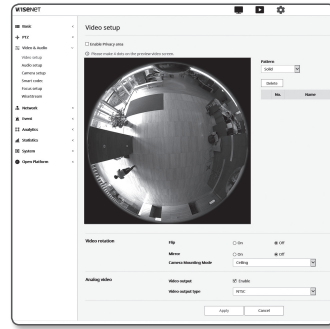 WISENET
Basic
PTZ
Video & Audio
Video setup
Audio setup
Camera setup
Smart codec
Focus setup
WiseStream
Network
Event
Analytics
Statistics
System
Open Platform
Video setup
Enable Privacy area
Please make it data on the preview video screen.
Pattern
Solid
Delete
No. Name
Video rotation
Flip On Off
Mirror On Off
Camera Mounting Mode Ceiling
Analog video
Video output Enable
Video output type NTSC
Apply Cancel